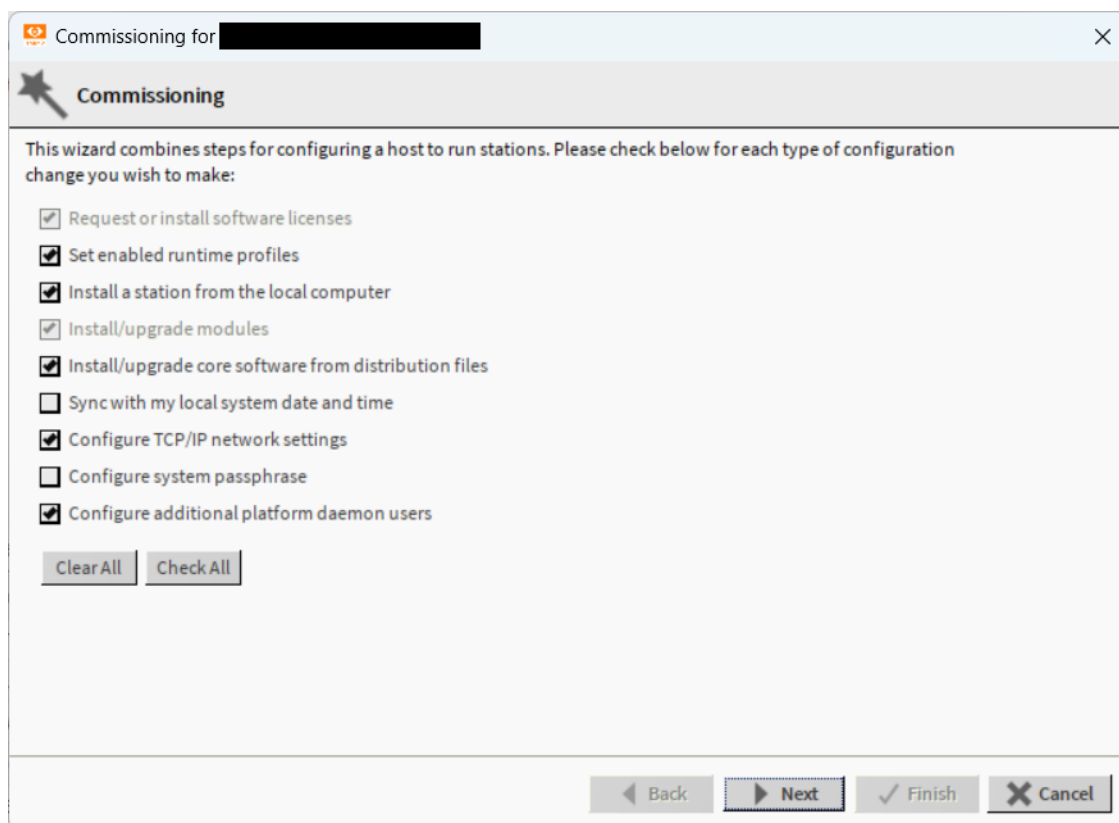 Commissioning for
Commissioning
This wizard combines steps for configuring a host to run stations. Please check below for each type of configuration
change you wish to make:
Request or install software licenses
Set enabled runtime profiles
Install a station from the local computer
Install/upgrade modules
Install/upgrade core software from distribution files
Sync with my local system date and time
Configure TCP/IP network settings
Configure system passphrase
Configure additional platform daemon users
Clear All Check All
Back Next Finish Cancel